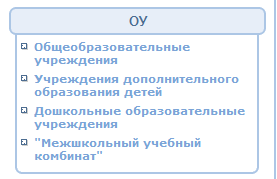 ОУ
Общеобразовательные
учреждения
Учреждения дополнительного
образования детей
Дошкольные образовательные
учреждения
"Межшкольный учебный
комбинат"